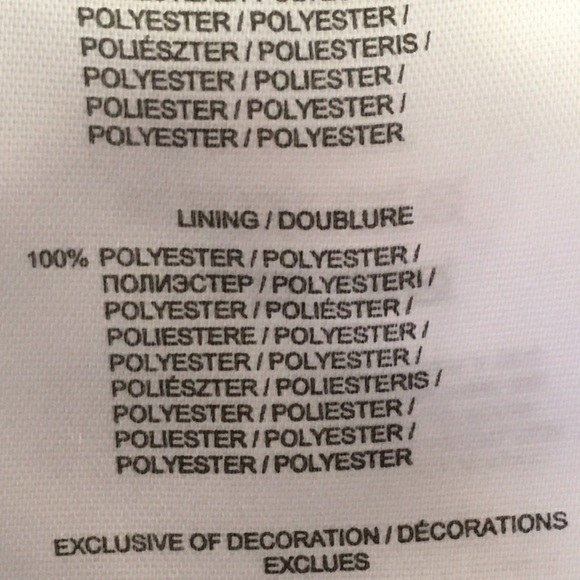 POLYESTER / POLYESTER /
POLIÉSZTER / POLIESTERIS /
POLYESTER / POLIESTER /
POLIESTER / POLYESTER /
POLYESTER / POLYESTER
LINING / DOUBLURE
100% POLYESTER / POLYESTER /
ПОЛИЭСТЕР / POLYESTERI /
POLYESTER / POLIÉSTER /
POLIESTERE / POLYESTER /
POLYESTER / POLYESTER /
POLIÉSZTER / POLIESTERIS /
POLYESTER / POLIESTER /
POLIESTER / POLYESTER /
POLYESTER / POLYESTER
EXCLUSIVE OF DECORATION / DÉCORATIONS
EXCLUES